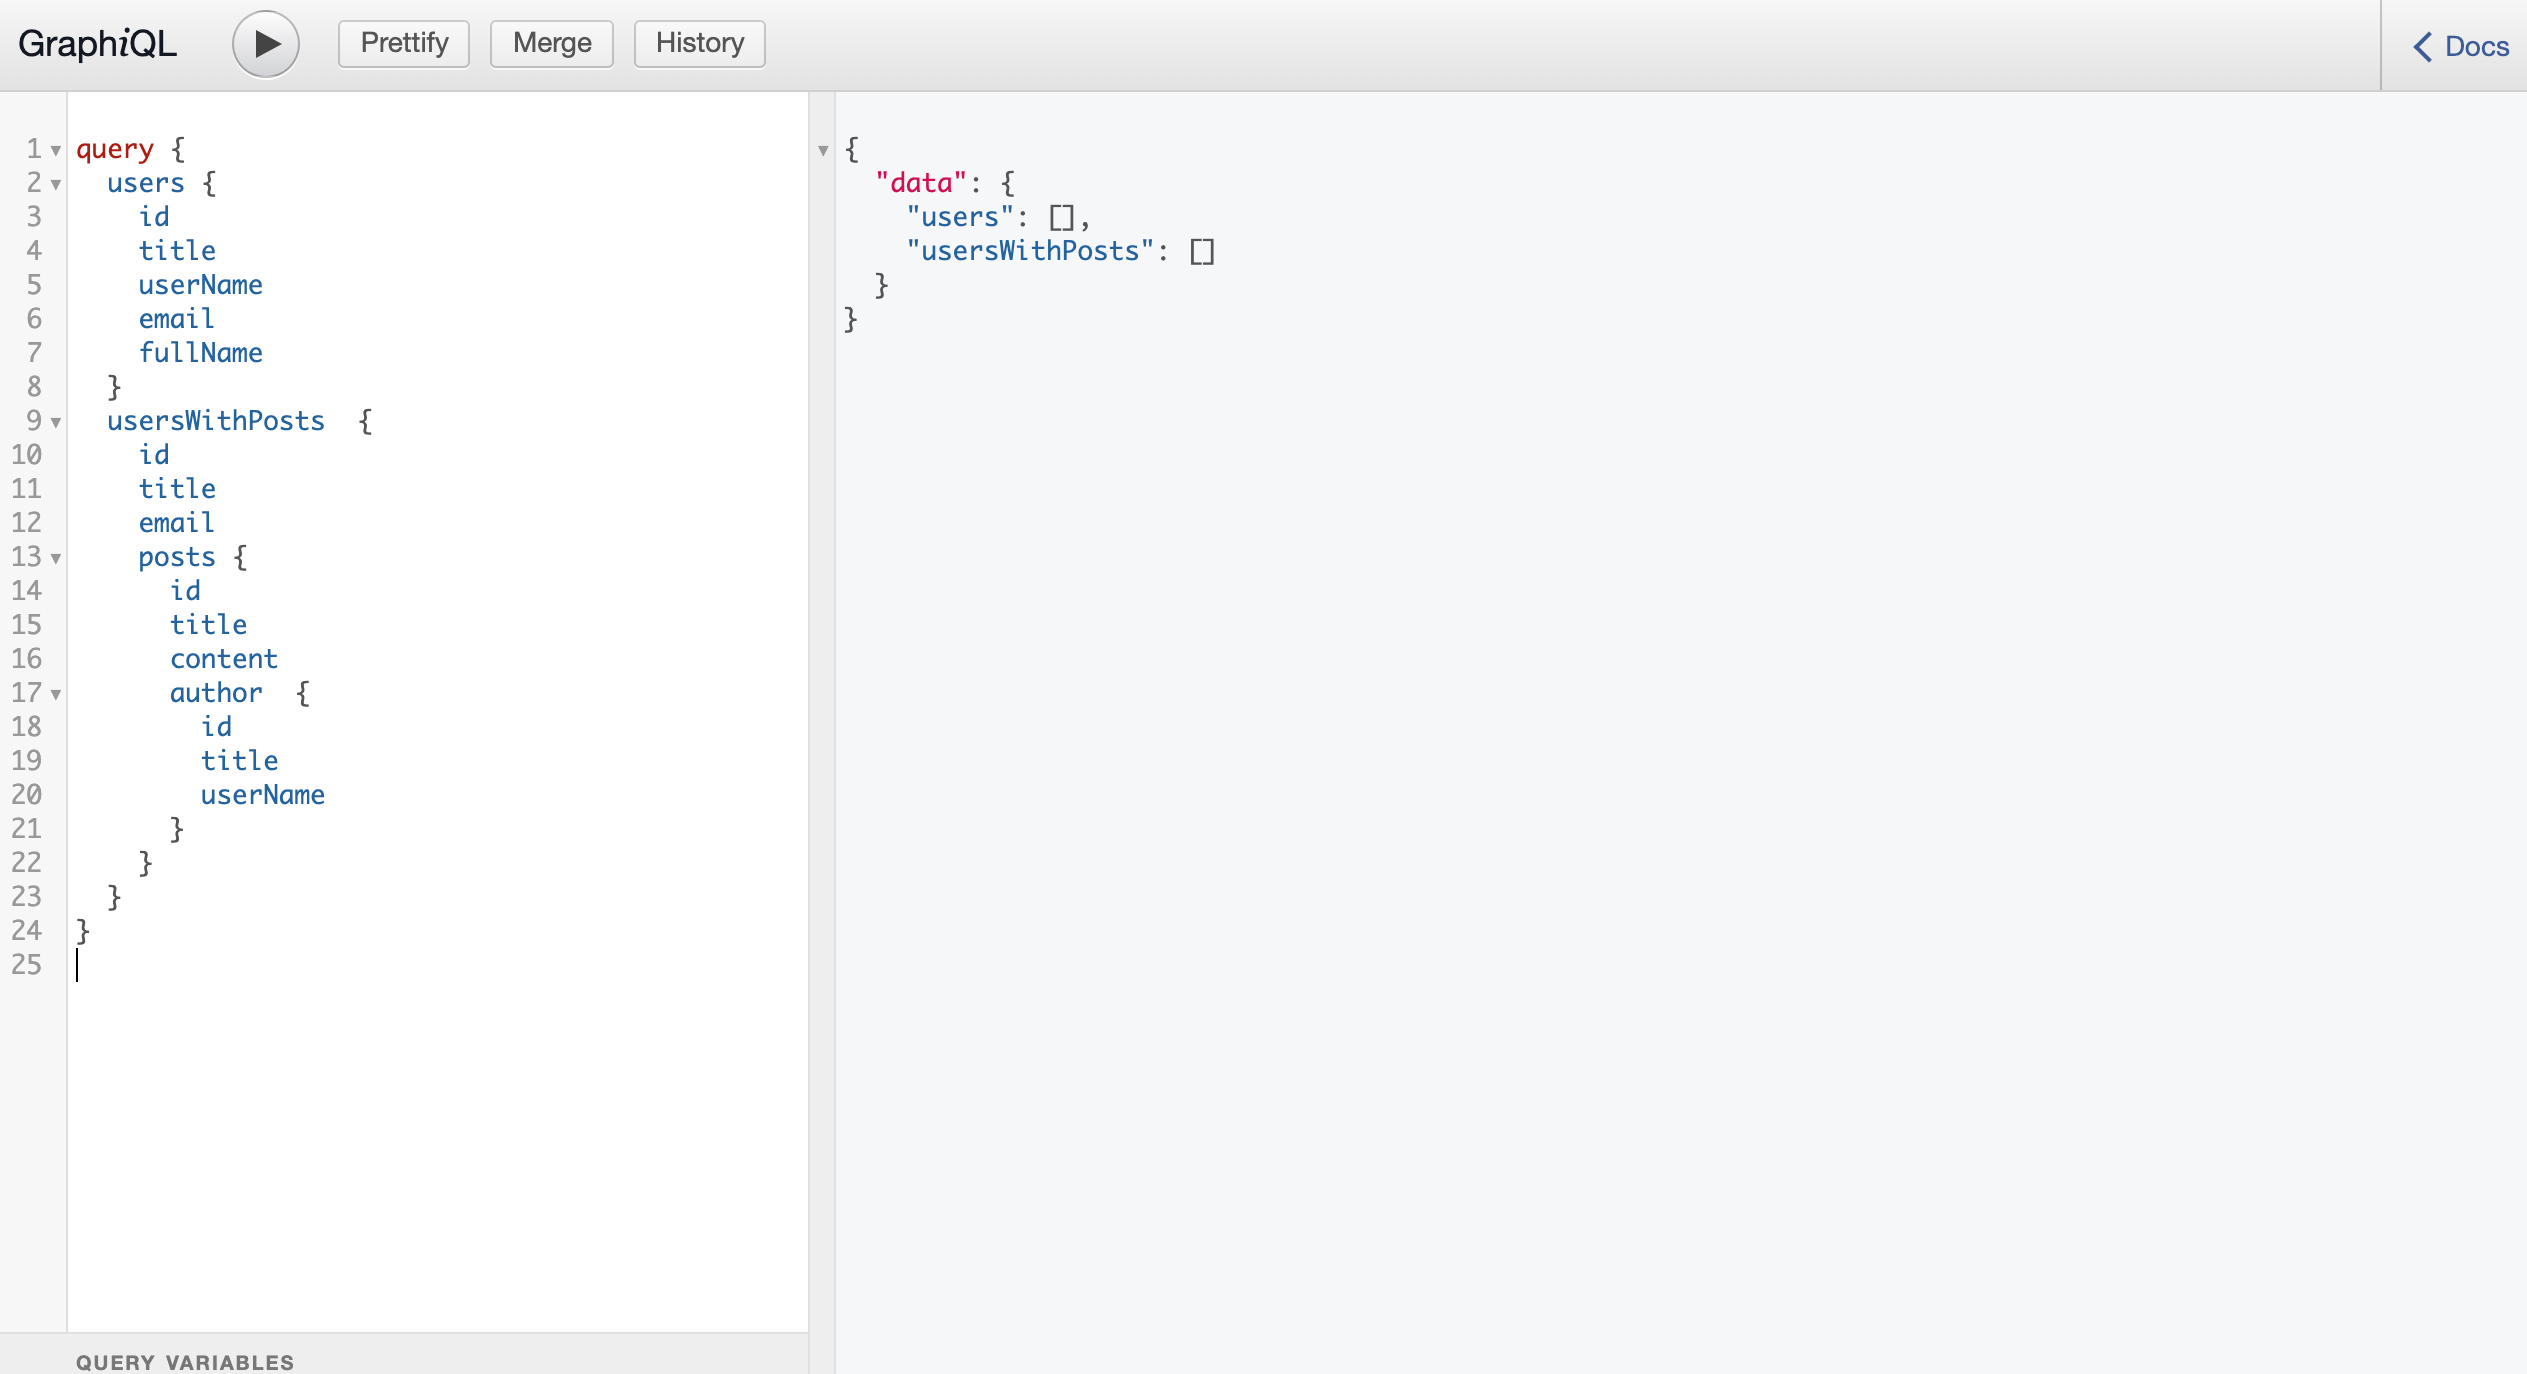 GraphiQL Prettify Merge History Docs
1 query {
2   users {
3     id
4     title
5     userName
6     email
7     fullName
8   }
9   usersWithPosts  {
10     id
11     title
12     email
13     posts {
14       id
15       title
16       content
17       author  {
18         id
19         title
20         userName
21       }
22     }
23   }
24 }
25
QUERY VARIABLES
{
  "data": {
    "users": [],
    "usersWithPosts": []
  }
}